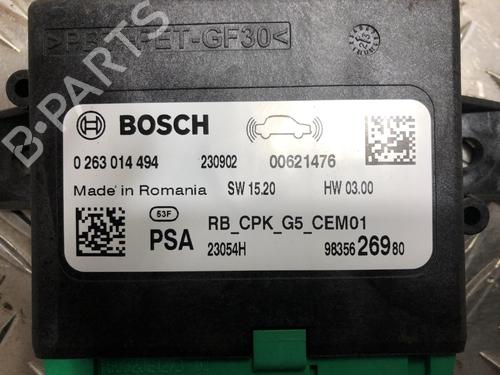 >PBT-PET-GF30<
B-PARTS
BOSCH
0 263 014 494 230902 00621476
Made in Romania SW 15.20 HW 03.00
53F RB_CPK_G5_CEM01
PSA 23054H 98356 269 80